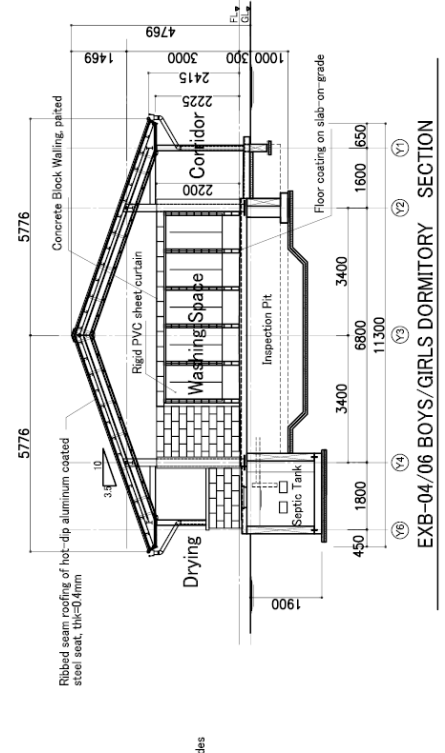 Ribbed seam roofing of hot-dip aluminum coated
steel seat, thk=0.4mm
5776
5776
Concrete Block Walling, paited
Rigid PVC sheet curtain
10
3.5
Drying
Washing Space
Corridor
2200
2225
2415
3000
1469
4769
300
1000
FL
GL
Floor coating on slab-on-grade
Inspection Pit
Septic Tank
1900
450
1800
3400
3400
1600
650
6800
11300
Y6
Y4
Y3
Y2
Y1
EXB-04/06 BOYS/GIRLS DORMITORY SECTION
des